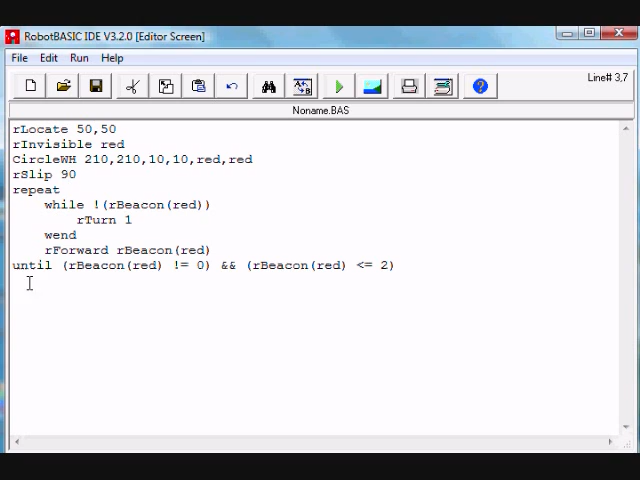 RobotBASIC IDE V3.2.0 [Editor Screen]
File Edit Run Help
Line# 3,7
Noname.BAS
rLocate 50,50
rInvisible red
CircleWH 210,210,10,10,red,red
rSlip 90
repeat
    while !(rBeacon(red))
        rTurn 1
    wend
    rForward rBeacon(red)
until (rBeacon(red) != 0) && (rBeacon(red) <= 2)